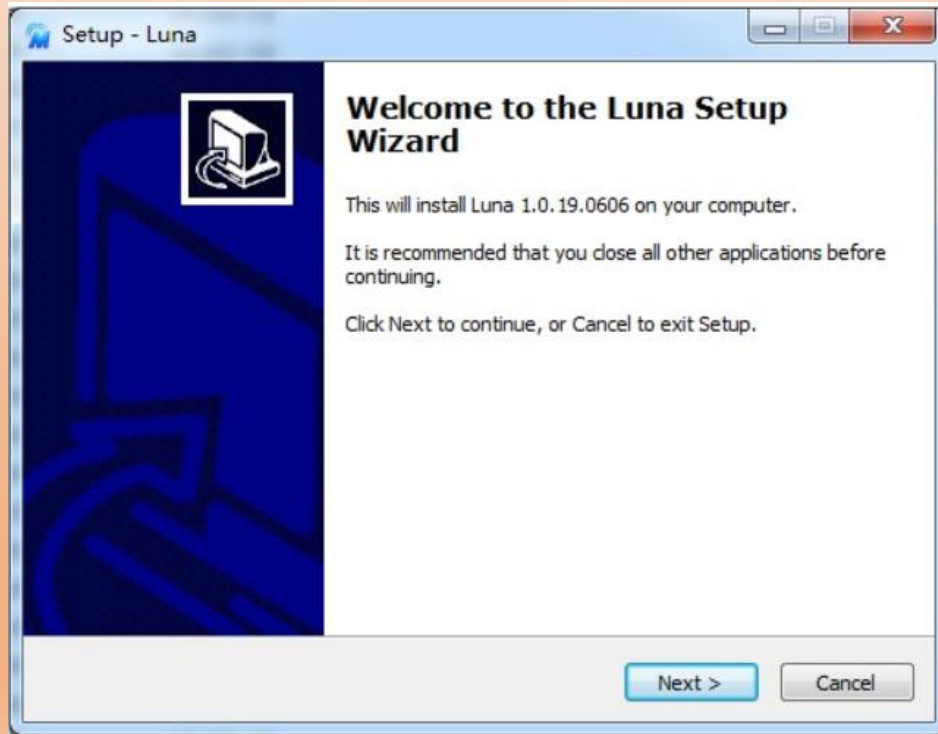 Setup - Luna
Welcome to the Luna Setup
Wizard
This will install Luna 1.0.19.0606 on your computer.
It is recommended that you close all other applications before
continuing.
Click Next to continue, or Cancel to exit Setup.
Next >
Cancel